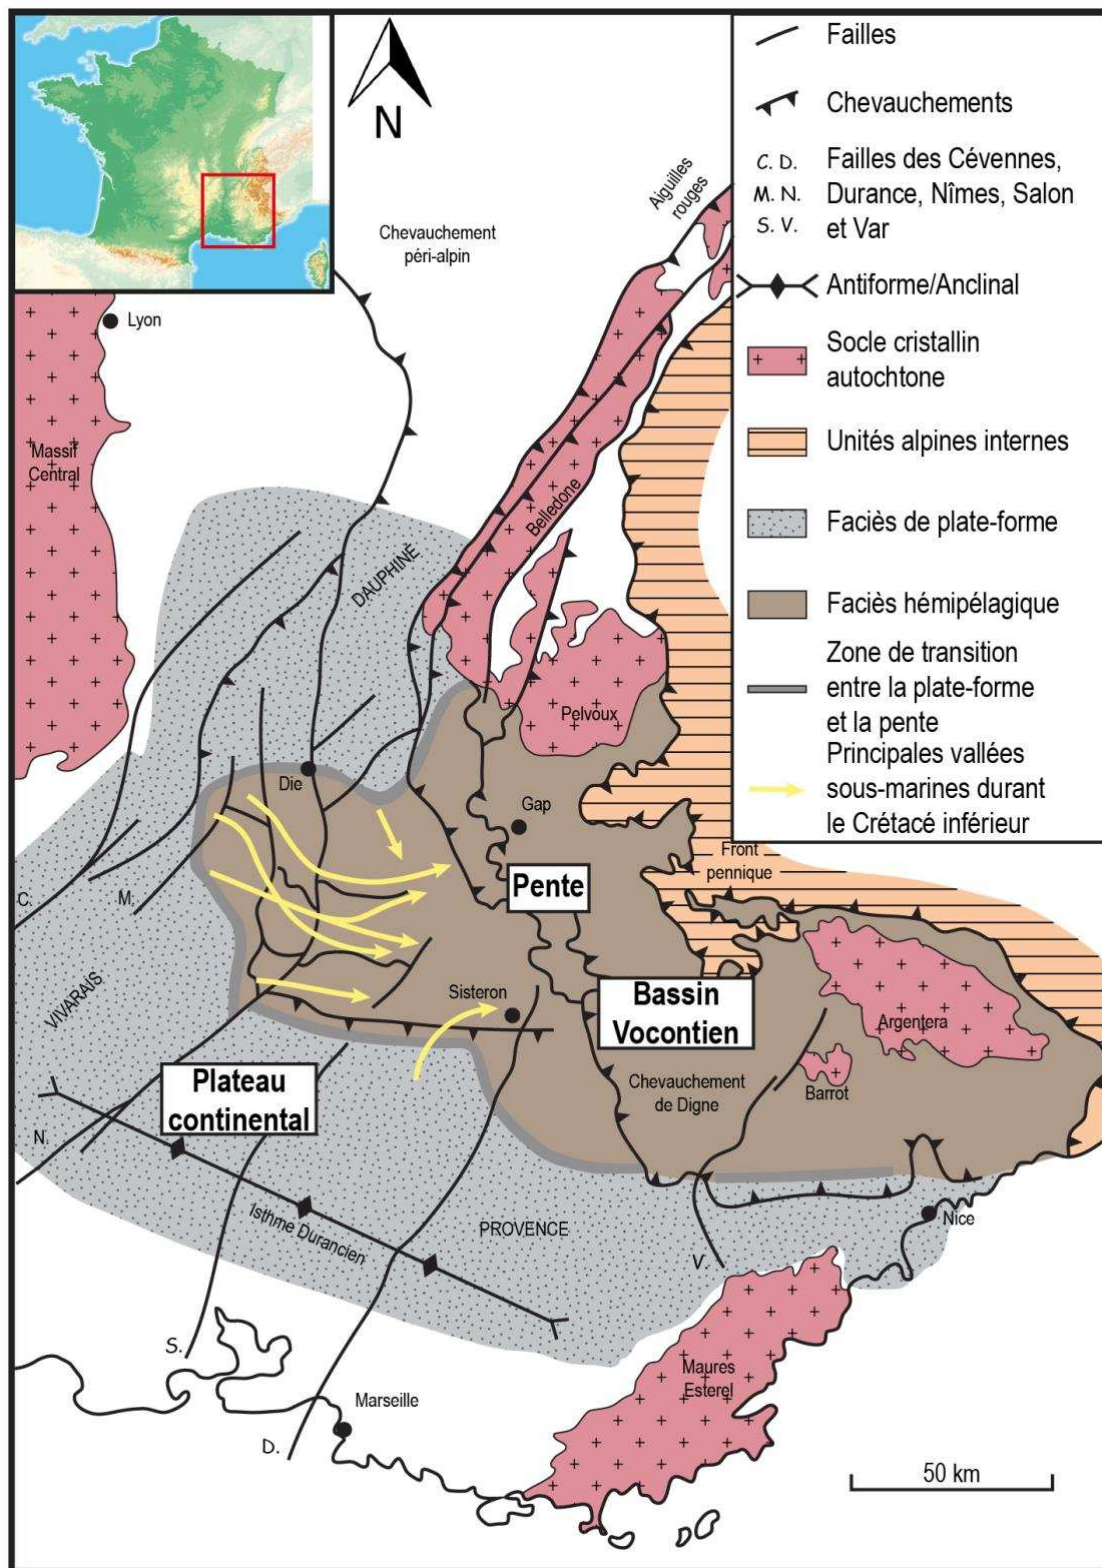 N
Failles
Chevauchements
C. D.
M. N.
S. V.
Failles des Cévennes,
Durance, Nîmes, Salon
et Var
Antiforme/Anclinal
Socle cristallin
autochtone
Unités alpines internes
Faciès de plate-forme
Faciès hémipélagique
Zone de transition
entre la plate-forme
et la pente
Principales vallées
sous-marines durant
le Crétacé inférieur
Chevauchement
péri-alpin
Aiguilles
rouges
Lyon
Massif
Central
Belledone
DAUPHINÉ
Pelvoux
Die
Gap
Front
pennique
C.
M.
Pente
Bassin
Vocontien
Sisteron
Argentera
VIVARAIS
Plateau
continental
Chevauchement
de Digne
Barrot
N.
Isthme Durancien
PROVENCE
Nice
V.
S.
Maures
Esterel
Marseille
D.
50 km